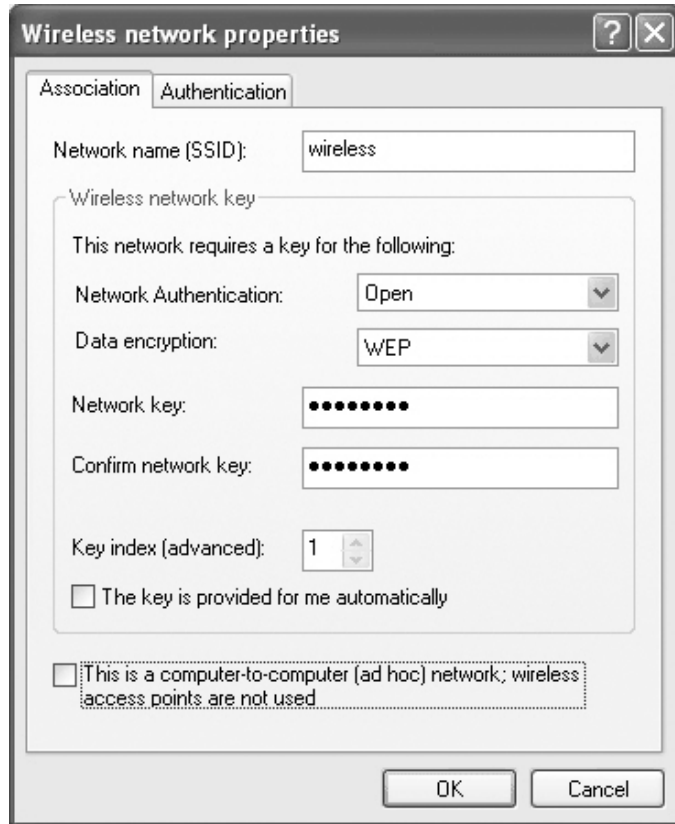 Wireless network properties
Association Authentication
Network name (SSID): wireless
Wireless network key
This network requires a key for the following:
Network Authentication: Open
Data encryption: WEP
Network key: ••••••••
Confirm network key: ••••••••
Key index (advanced): 1
The key is provided for me automatically
This is a computer-to-computer (ad hoc) network; wireless
access points are not used
OK Cancel